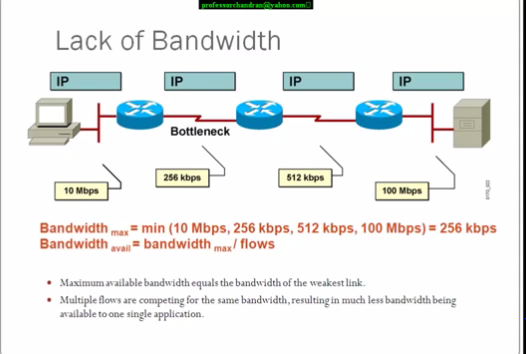 professorchandran@yahoo.com
Lack of Bandwidth
IP IP IP IP
Bottleneck
256 kbps 512 kbps
10 Mbps 100 Mbps
Bandwidth max = min (10 Mbps, 256 kbps, 512 kbps, 100 Mbps) = 256 kbps
Bandwidth avail = bandwidth max / flows
• Maximum available bandwidth equals the bandwidth of the weakest link.
• Multiple flows are competing for the same bandwidth, resulting in much less bandwidth being
available to one single application.